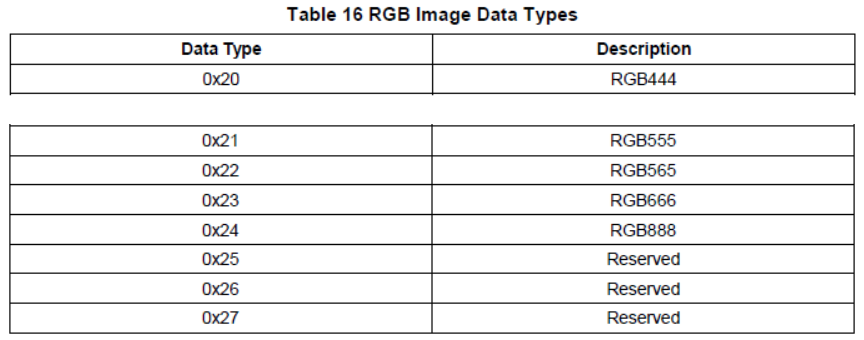 Table 16 RGB Image Data Types
Data Type Description
0x20 RGB444
0x21 RGB555
0x22 RGB565
0x23 RGB666
0x24 RGB888
0x25 Reserved
0x26 Reserved
0x27 Reserved